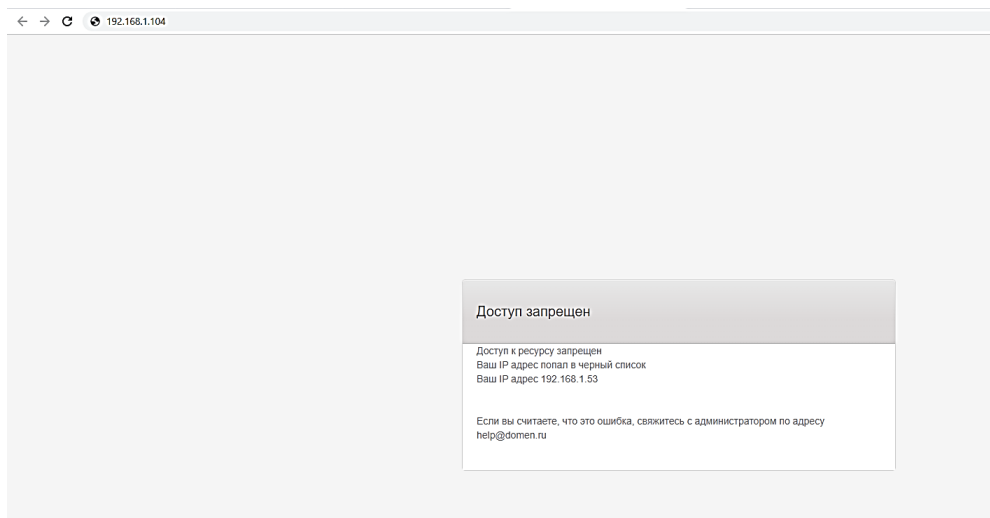 192.168.1.104
Доступ запрещен
Доступ к ресурсу запрещен
Ваш IP адрес попал в черный список
Ваш IP адрес 192.168.1.53
Если вы считаете, что это ошибка, свяжитесь с администратором по адресу
help@domen.ru